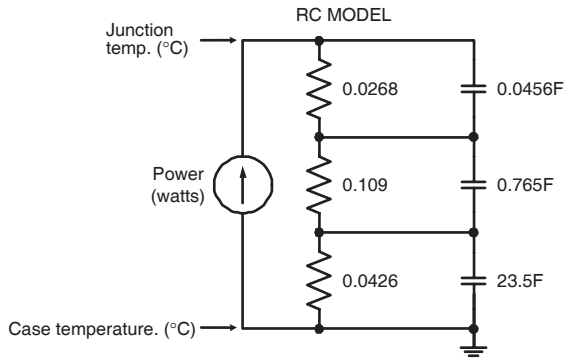 RC MODEL
Junction
temp. (°C)
0.0268
0.0456F
Power
(watts)
0.109
0.765F
0.0426
23.5F
Case temperature. (°C)